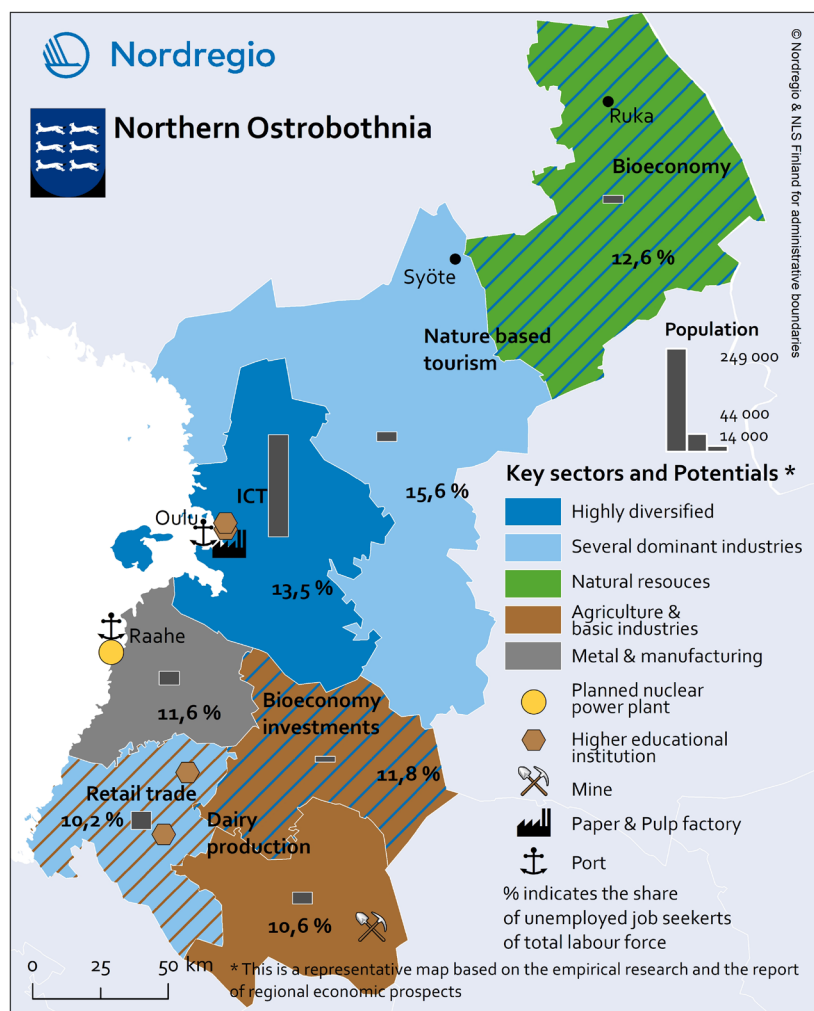 Nordregio
Northern Ostrobothnia
© Nordregio & NLS Finland for administrative boundaries
Ruka
Bioeconomy
12,6 %
Syöte
Nature based
tourism
15,6 %
ICT
Oulu
13,5 %
Raahe
11,6 %
Bioeconomy
investments
11,8 %
Retail trade
10,2 %
Dairy
production
10,6 %
Population
249 000
44 000
14 000
Key sectors and Potentials *
Highly diversified
Several dominant industries
Natural resouces
Agriculture &
basic industries
Metal & manufacturing
Planned nuclear
power plant
Higher educational
institution
Mine
Paper & Pulp factory
Port
% indicates the share
of unemployed job seekerts
of total labour force
0 25 50 km
* This is a representative map based on the empirical research and the report
of regional economic prospects